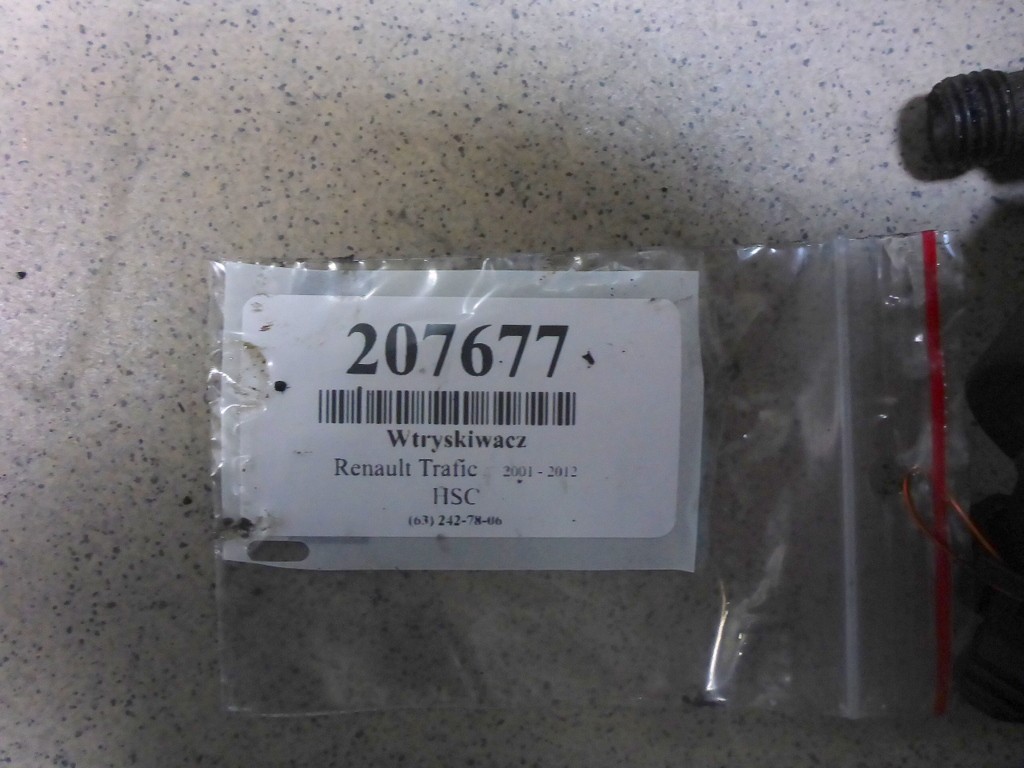 207677
Wtryskiwacz
Renault Trafic 2001 - 2012
HSC
(63) 242-78-06